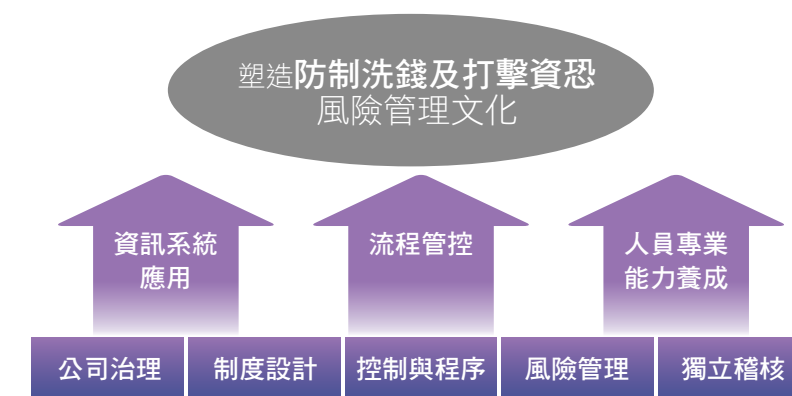 塑造防制洗錢及打擊資恐
風險管理文化
資訊系統
應用
流程管控
人員專業
能力養成
公司治理
制度設計
控制與程序
風險管理
獨立稽核